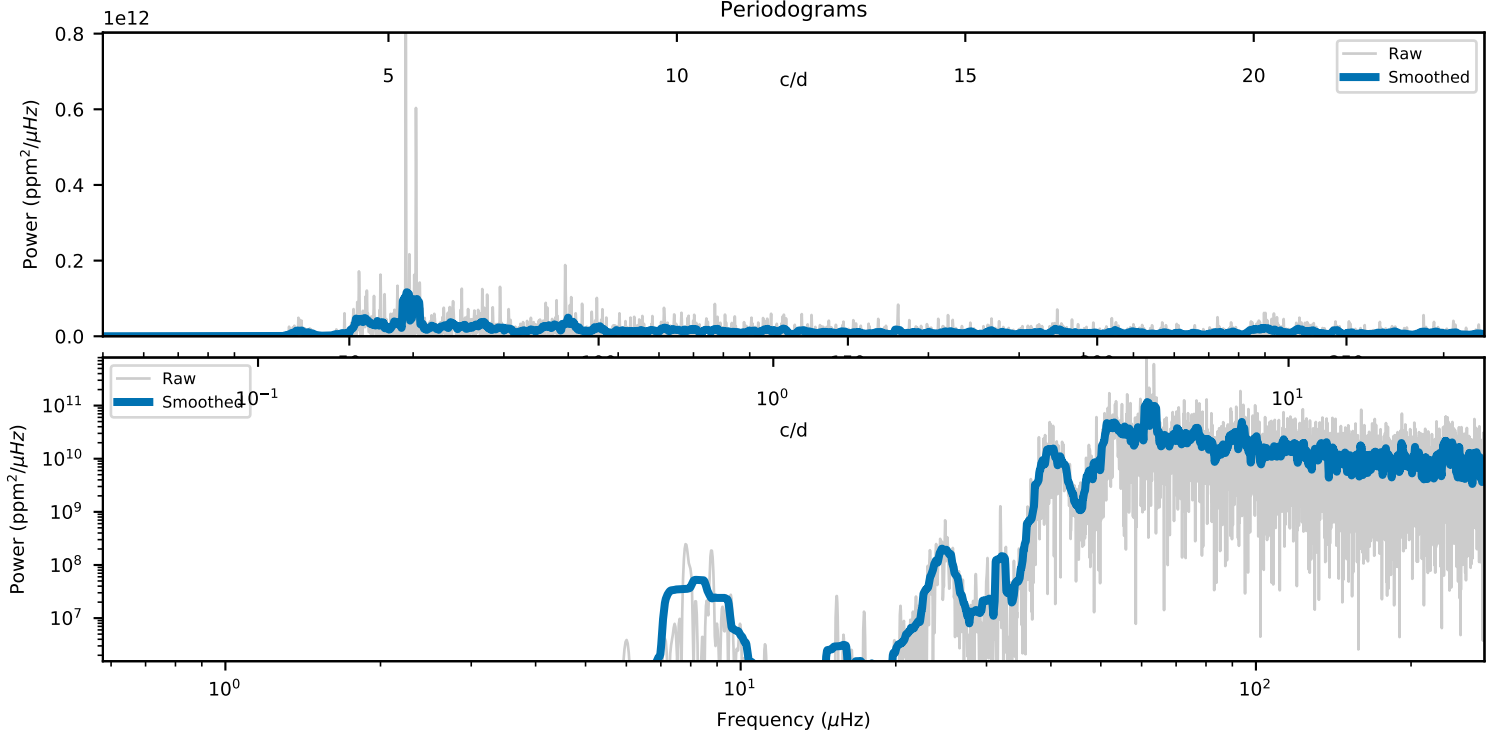 Periodograms
1e12
0.8
0.6
0.4
0.2
0.0
Power (ppm²/μHz)
5 10 15 20
c/d
Raw
Smoothed
Raw
Smoothed
10⁻¹ 10⁰ 10¹
c/d
10¹¹
10¹⁰
10⁹
10⁸
10⁷
Power (ppm²/μHz)
10⁰ 10¹ 10²
Frequency (μHz)